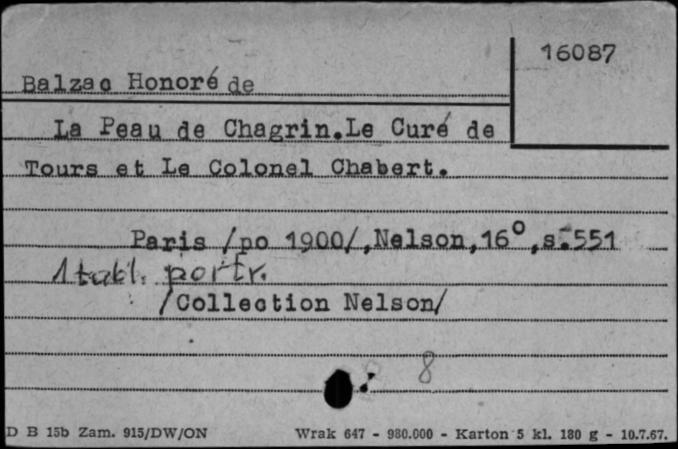 16087
Balzac Honoré de
La Peau de Chagrin.Le Curé de
Tours et Le Colonel Chabert.
Paris /po 1900/,Nelson,16°,s.551
1 tabl. portr.
/Collection Nelson/
8
D B 15b Zam. 915/DW/ON Wrak 647 - 980.000 - Karton 5 kl. 180 g - 10.7.67.